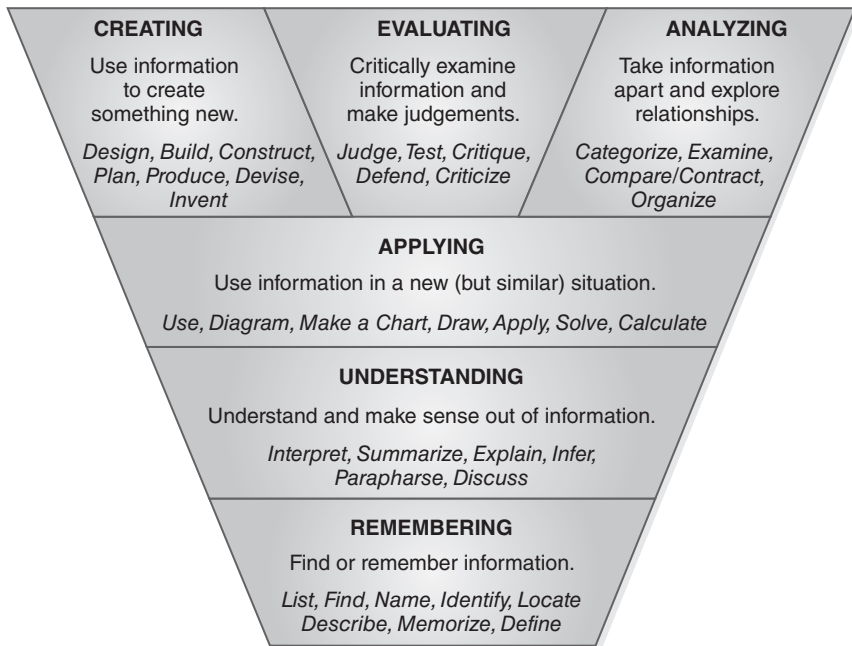 CREATING
Use information
to create
something new.
Design, Build, Construct,
Plan, Produce, Devise,
Invent
EVALUATING
Critically examine
information and
make judgements.
Judge, Test, Critique,
Defend, Criticize
ANALYZING
Take information
apart and explore
relationships.
Categorize, Examine,
Compare/Contract,
Organize
APPLYING
Use information in a new (but similar) situation.
Use, Diagram, Make a Chart, Draw, Apply, Solve, Calculate
UNDERSTANDING
Understand and make sense out of information.
Interpret, Summarize, Explain, Infer,
Parapharse, Discuss
REMEMBERING
Find or remember information.
List, Find, Name, Identify, Locate
Describe, Memorize, Define